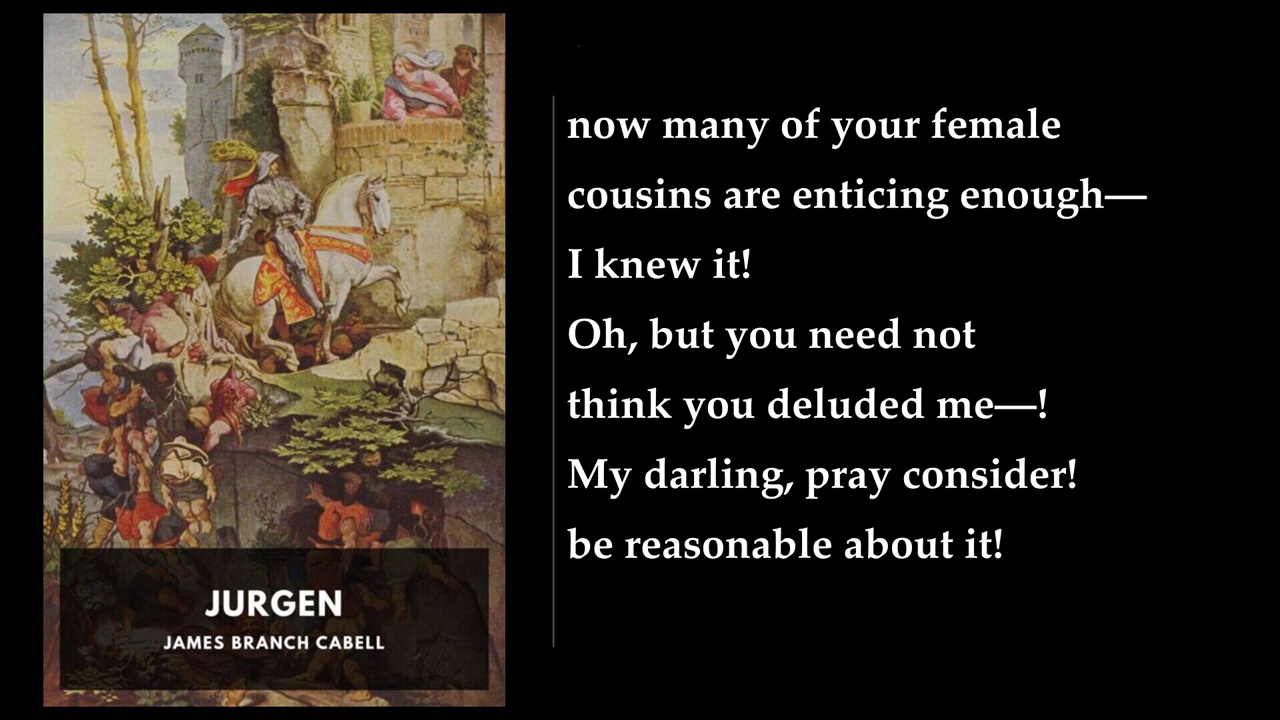 now many of your female
cousins are enticing enough—
I knew it!
Oh, but you need not
think you deluded me—!
My darling, pray consider!
be reasonable about it!
JURGEN
JAMES BRANCH CABELL